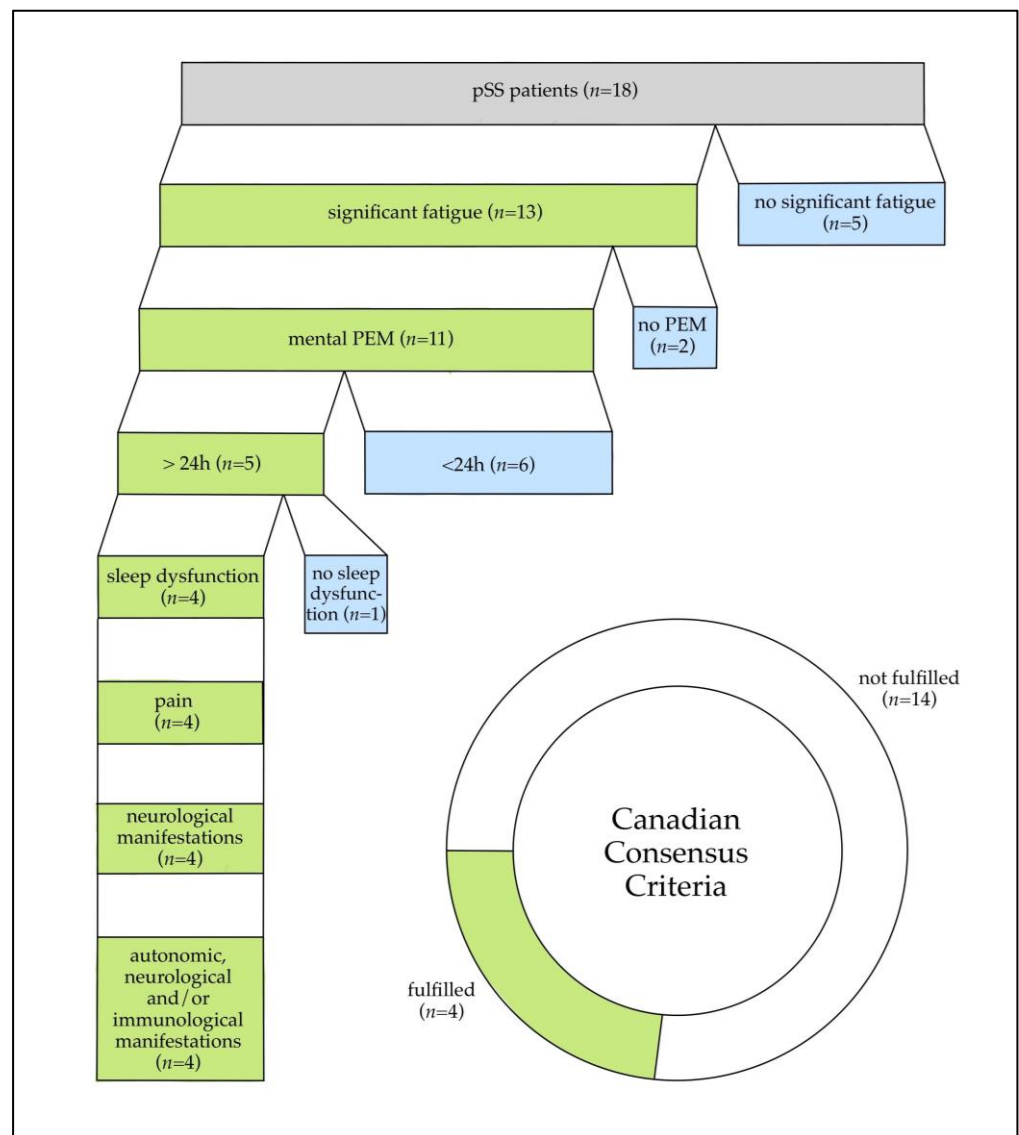 pSS patients (n=18)
significant fatigue (n=13)
no significant fatigue
(n=5)
mental PEM (n=11)
no PEM
(n=2)
> 24h (n=5)
<24h (n=6)
sleep dysfunction
(n=4)
no sleep
dysfunc-
tion (n=1)
pain
(n=4)
neurological
manifestations
(n=4)
autonomic,
neurological
and/or
immunological
manifestations
(n=4)
not fulfilled
(n=14)
Canadian
Consensus
Criteria
fulfilled
(n=4)